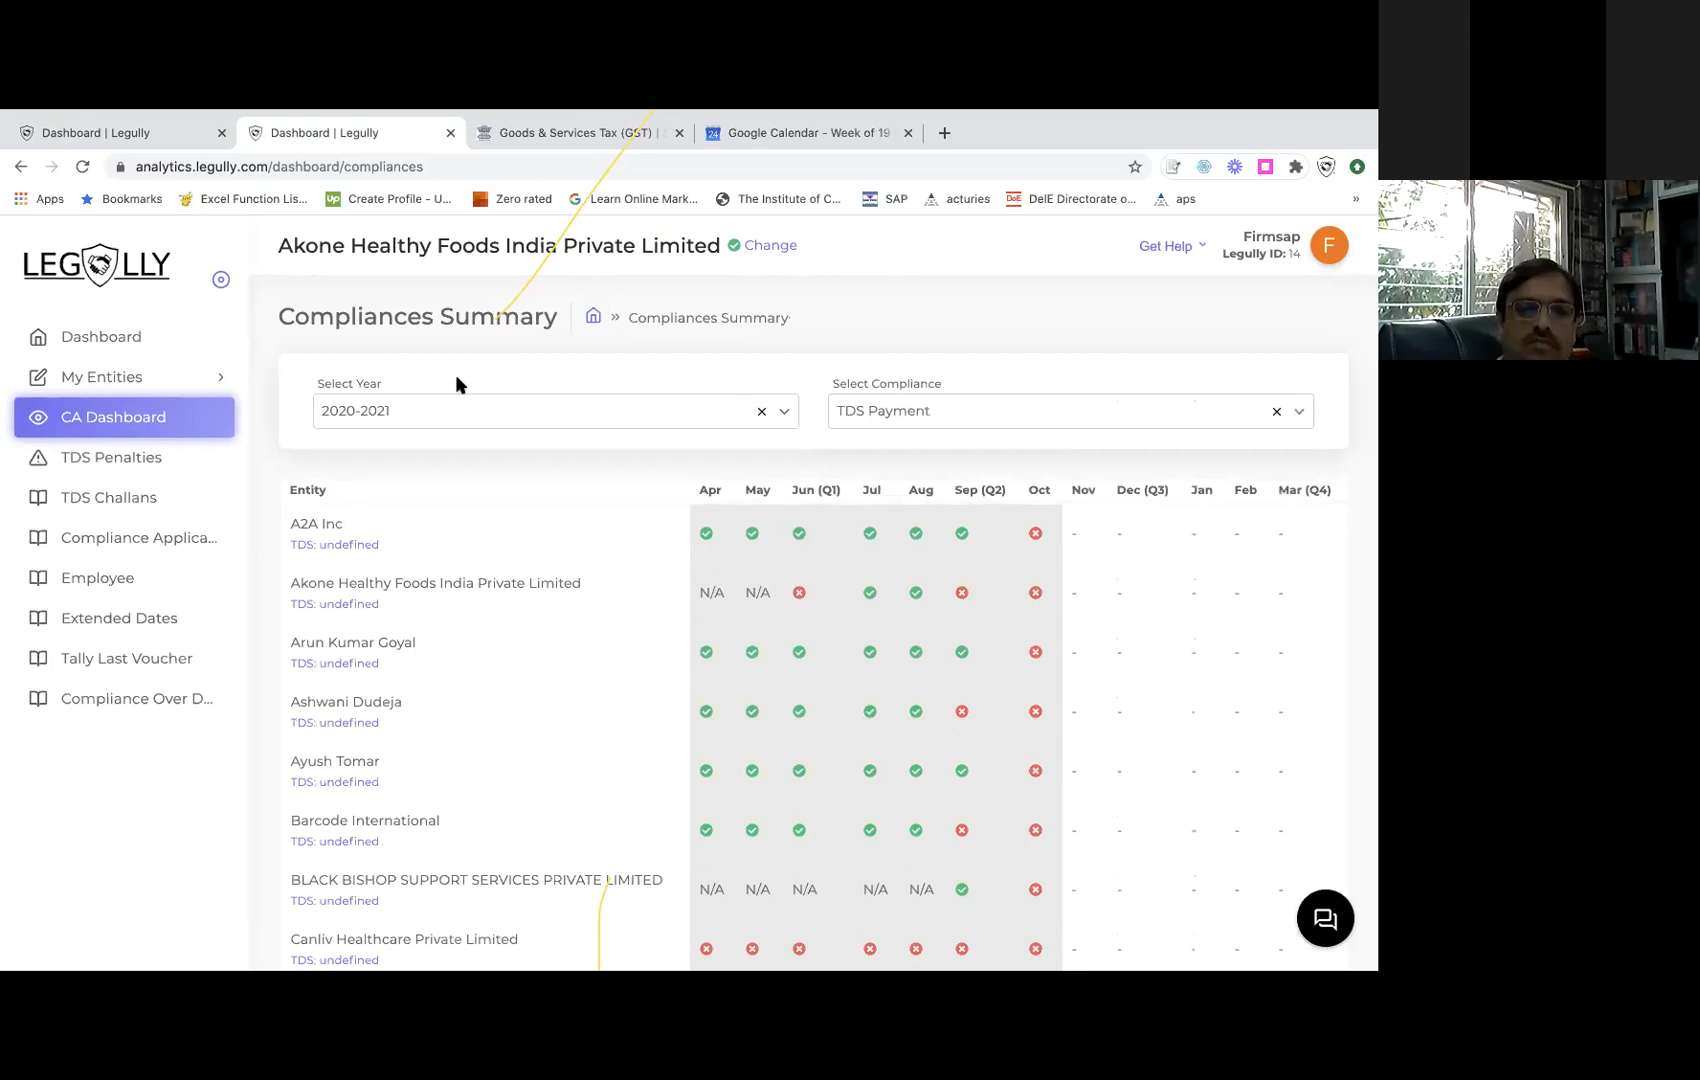 Dashboard | Legully
Dashboard | Legully
Goods & Services Tax (GST) |
24 Google Calendar - Week of 19
analytics.legully.com/dashboard/compliances
Apps
Bookmarks
Excel Function Lis...
Up Create Profile - U...
Zero rated
Learn Online Mark...
The Institute of C...
SAP
acturies
DoE DelE Directorate o...
aps
»
LEGULLY
Akone Healthy Foods India Private Limited Change
Get Help
Firmsap
Legully ID: 14
F
Dashboard
My Entities
CA Dashboard
TDS Penalties
TDS Challans
Compliance Applica...
Employee
Extended Dates
Tally Last Voucher
Compliance Over D...
Compliances Summary » Compliances Summary
Select Year
2020-2021
Select Compliance
TDS Payment
Entity Apr May Jun (Q1) Jul Aug Sep (Q2) Oct Nov Dec (Q3) Jan Feb Mar (Q4)
A2A Inc
TDS: undefined
- - - - -
Akone Healthy Foods India Private Limited
TDS: undefined
N/A N/A - - - - -
Arun Kumar Goyal
TDS: undefined
- - - - -
Ashwani Dudeja
TDS: undefined
- - - - -
Ayush Tomar
TDS: undefined
- - - - -
Barcode International
TDS: undefined
- - - - -
BLACK BISHOP SUPPORT SERVICES PRIVATE LIMITED
TDS: undefined
N/A N/A N/A N/A N/A - - - - -
Canliv Healthcare Private Limited
TDS: undefined
- - - - -